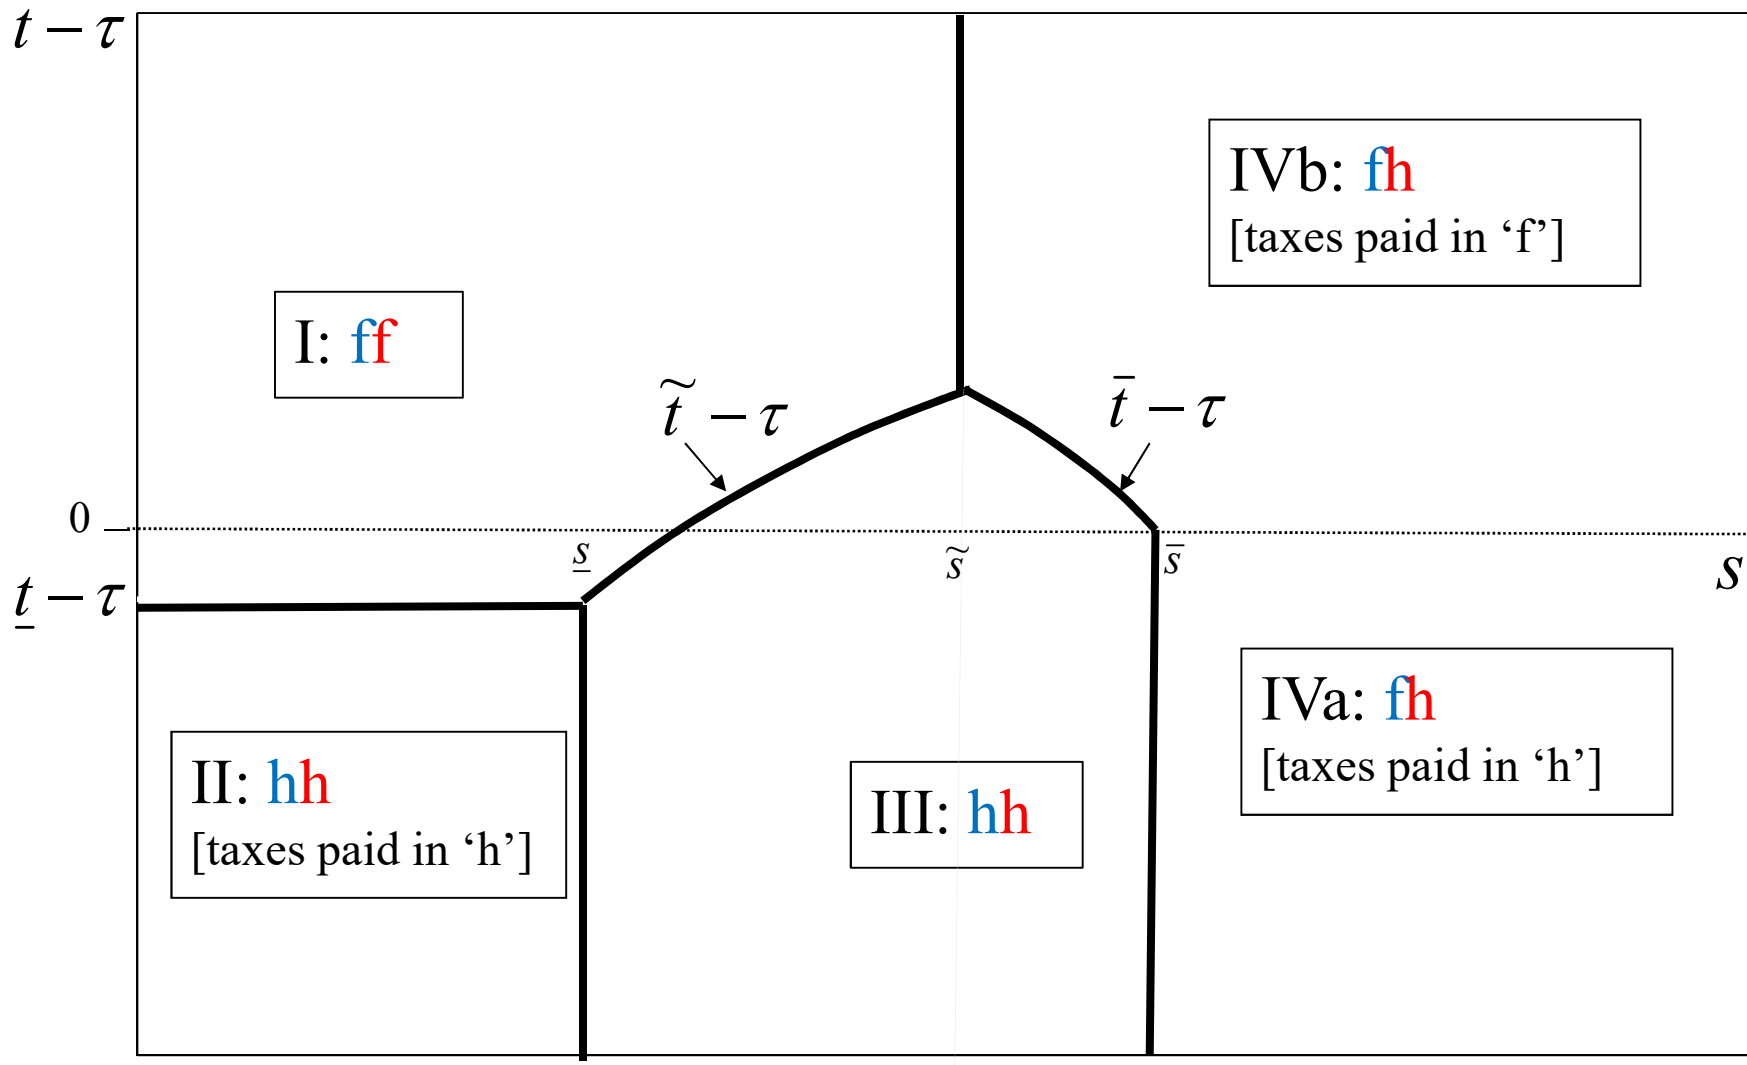 t − τ
IVb: fh
[taxes paid in ‘f’]
I: ff
t̃ − τ
t̄ − τ
0
s̲
s̃
s̄
s
t̲ − τ
IVa: fh
[taxes paid in ‘h’]
II: hh
[taxes paid in ‘h’]
III: hh